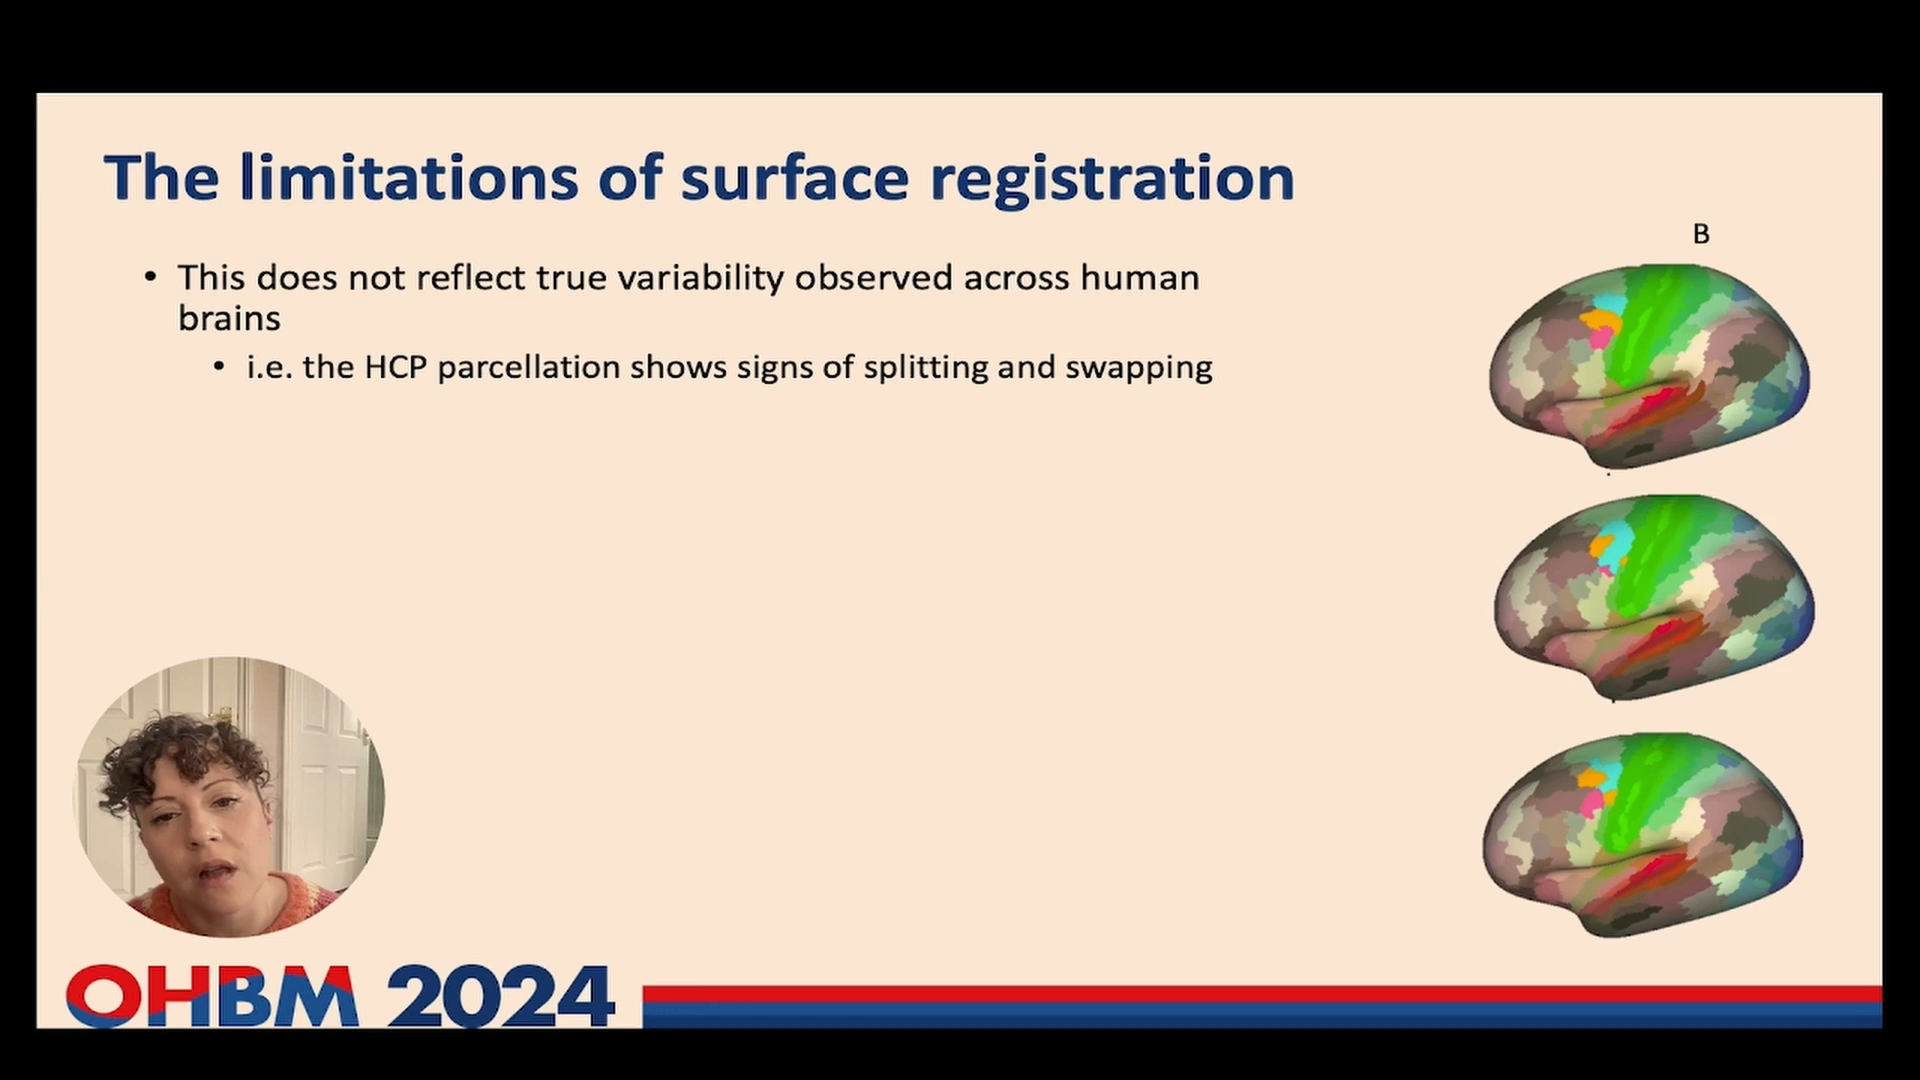 The limitations of surface registration
B
• This does not reflect true variability observed across human
brains
• i.e. the HCP parcellation shows signs of splitting and swapping
OHBM 2024